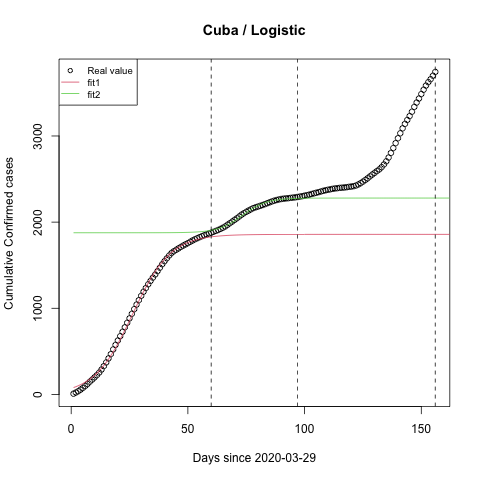 Cuba / Logistic
Real value
fit1
fit2
Cumulative Confirmed cases
3000
2000
1000
0
0 50 100 150
Days since 2020-03-29